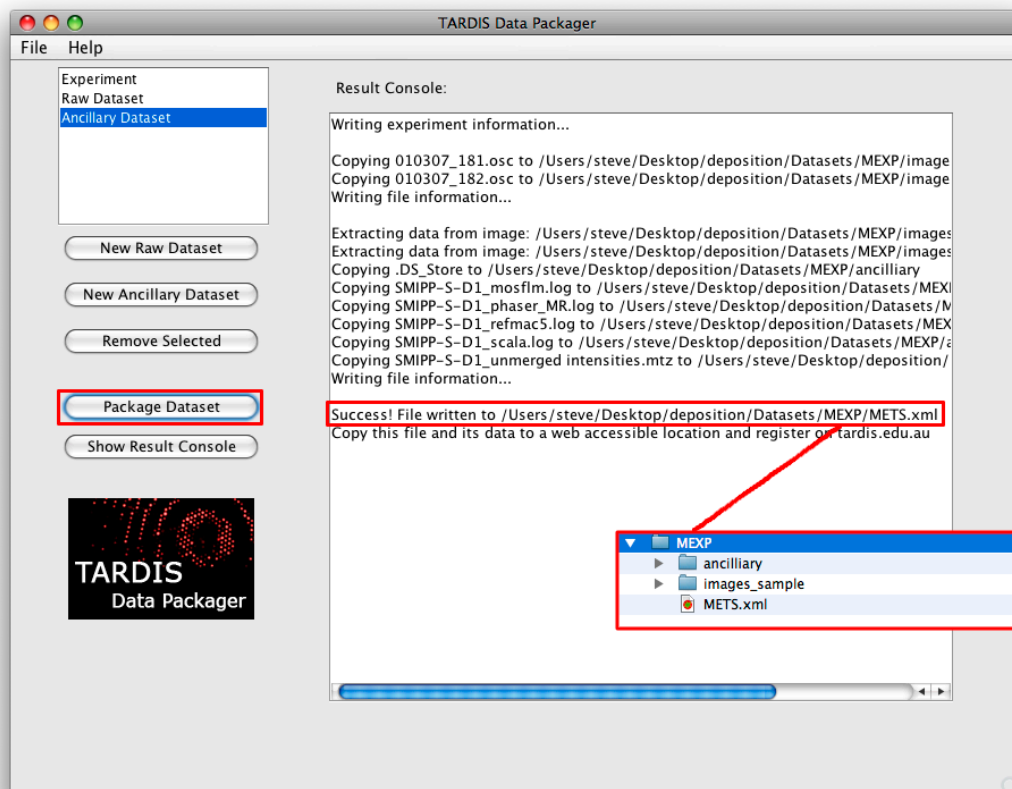 TARDIS Data Packager
File Help
Experiment
Raw Dataset
Ancillary Dataset
New Raw Dataset
New Ancillary Dataset
Remove Selected
Package Dataset
Show Result Console
TARDIS
Data Packager
Result Console:
Writing experiment information...
Copying 010307_181.osc to /Users/steve/Desktop/deposition/Datasets/MEXP/image
Copying 010307_182.osc to /Users/steve/Desktop/deposition/Datasets/MEXP/image
Writing file information...
Extracting data from image: /Users/steve/Desktop/deposition/Datasets/MEXP/images
Extracting data from image: /Users/steve/Desktop/deposition/Datasets/MEXP/images
Copying .DS_Store to /Users/steve/Desktop/deposition/Datasets/MEXP/ancilliary
Copying SMIPP-S-D1_mosflm.log to /Users/steve/Desktop/deposition/Datasets/MEXI
Copying SMIPP-S-D1_phaser_MR.log to /Users/steve/Desktop/deposition/Datasets/M
Copying SMIPP-S-D1_refmac5.log to /Users/steve/Desktop/deposition/Datasets/MEX
Copying SMIPP-S-D1_scala.log to /Users/steve/Desktop/deposition/Datasets/MEXP/a
Copying SMIPP-S-D1_unmerged intensities.mtz to /Users/steve/Desktop/deposition/
Writing file information...
Success! File written to /Users/steve/Desktop/deposition/Datasets/MEXP/METS.xml
Copy this file and its data to a web accessible location and register on tardis.edu.au
MEXP
ancilliary
images_sample
METS.xml